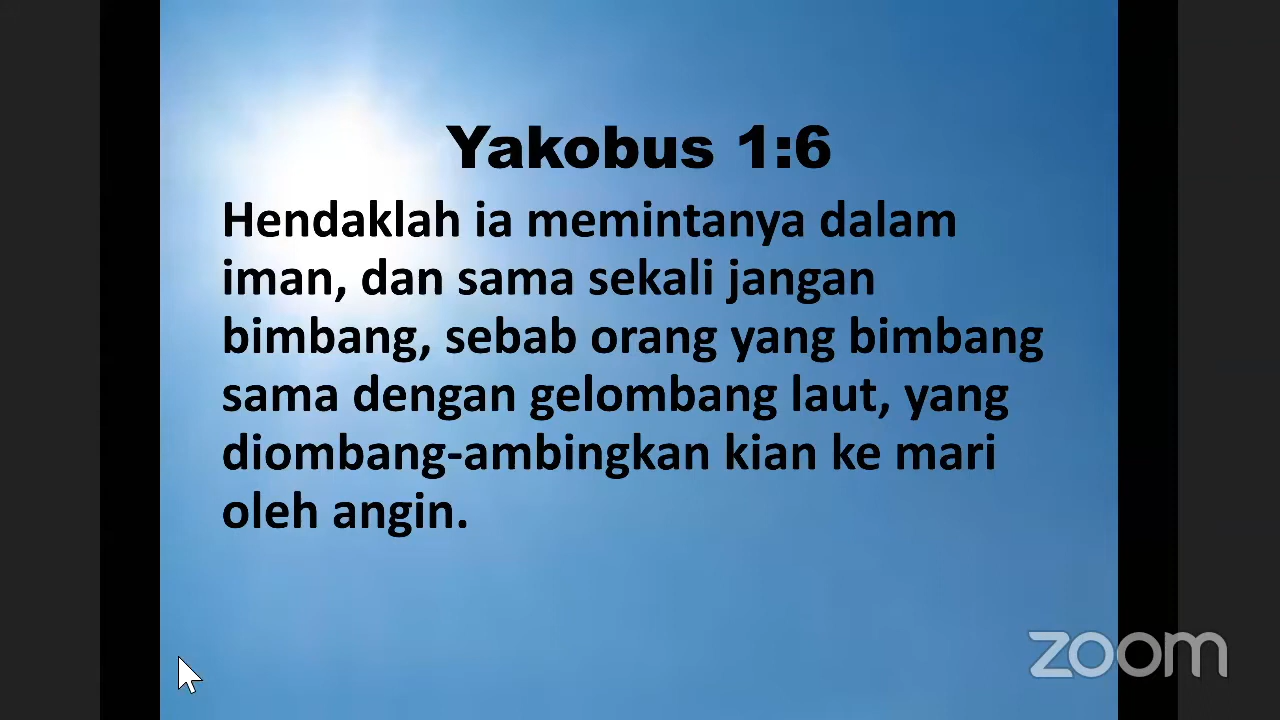 Yakobus 1:6
Hendaklah ia memintanya dalam
iman, dan sama sekali jangan
bimbang, sebab orang yang bimbang
sama dengan gelombang laut, yang
diombang-ambingkan kian ke mari
oleh angin.
zoom